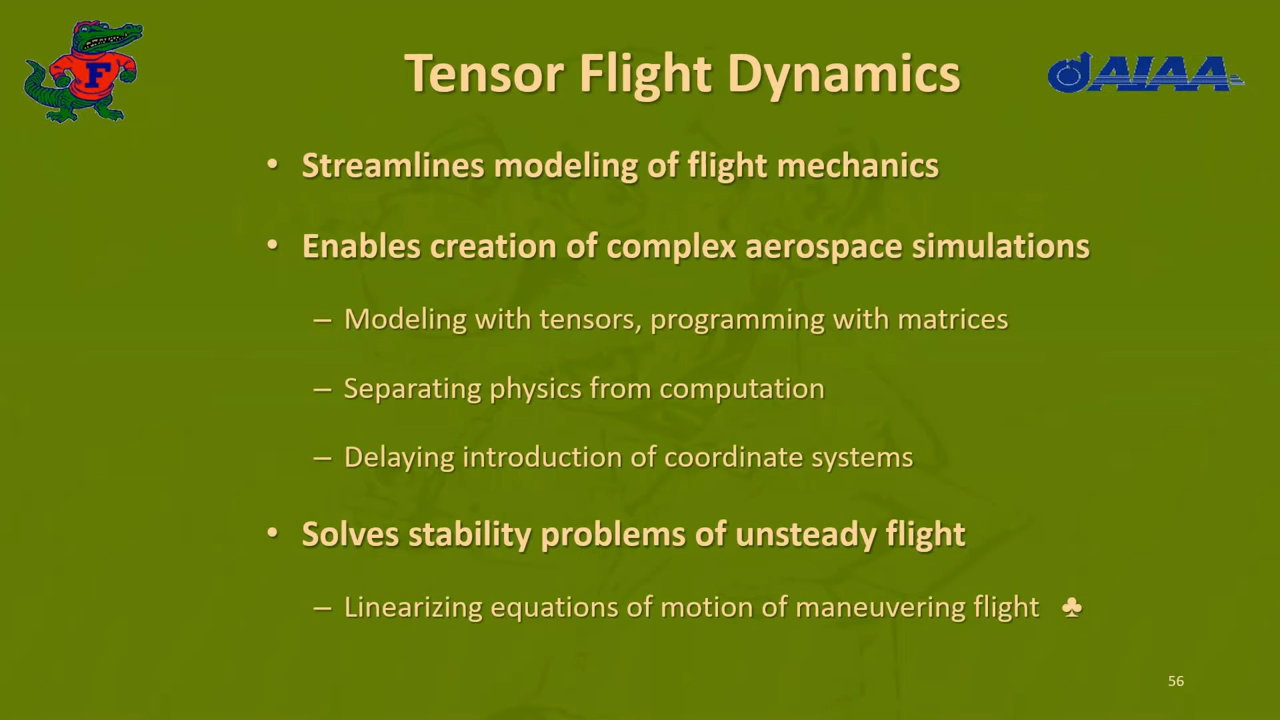 F
Tensor Flight Dynamics
AIAA
• Streamlines modeling of flight mechanics
• Enables creation of complex aerospace simulations
– Modeling with tensors, programming with matrices
– Separating physics from computation
– Delaying introduction of coordinate systems
• Solves stability problems of unsteady flight
– Linearizing equations of motion of maneuvering flight ♣
56